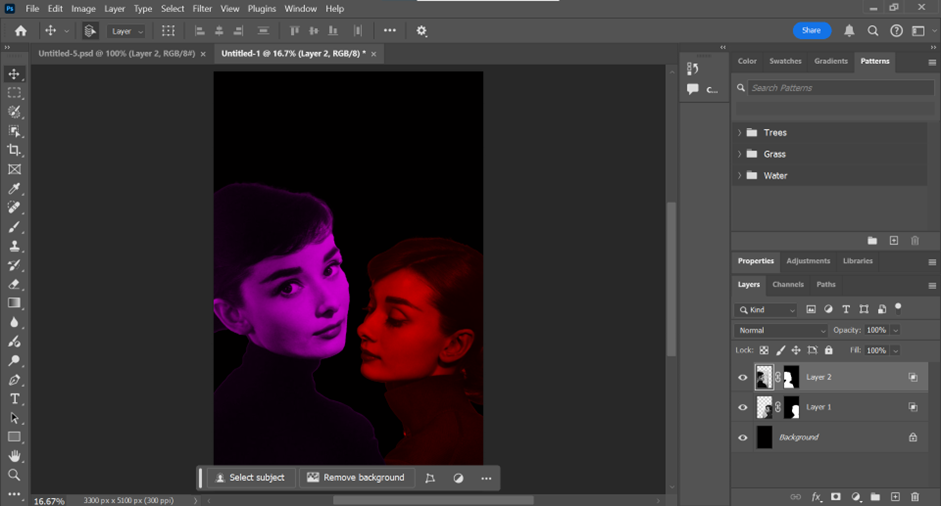 Ps File Edit Image Layer Type Select Filter View Plugins Window Help
Layer Share
Untitled-5.psd @ 100% (Layer 2, RGB/8#) × Untitled-1 @ 16.7% (Layer 2, RGB/8) * ×
Color Swatches Gradients Patterns
C...
Search Patterns
Trees
Grass
Water
Properties Adjustments Libraries
Layers Channels Paths
Kind
Normal Opacity: 100%
Lock: Fill: 100%
Layer 2
Layer 1
Background
Select subject Remove background
16.67% 3300 px x 5100 px (300 ppi)
fx